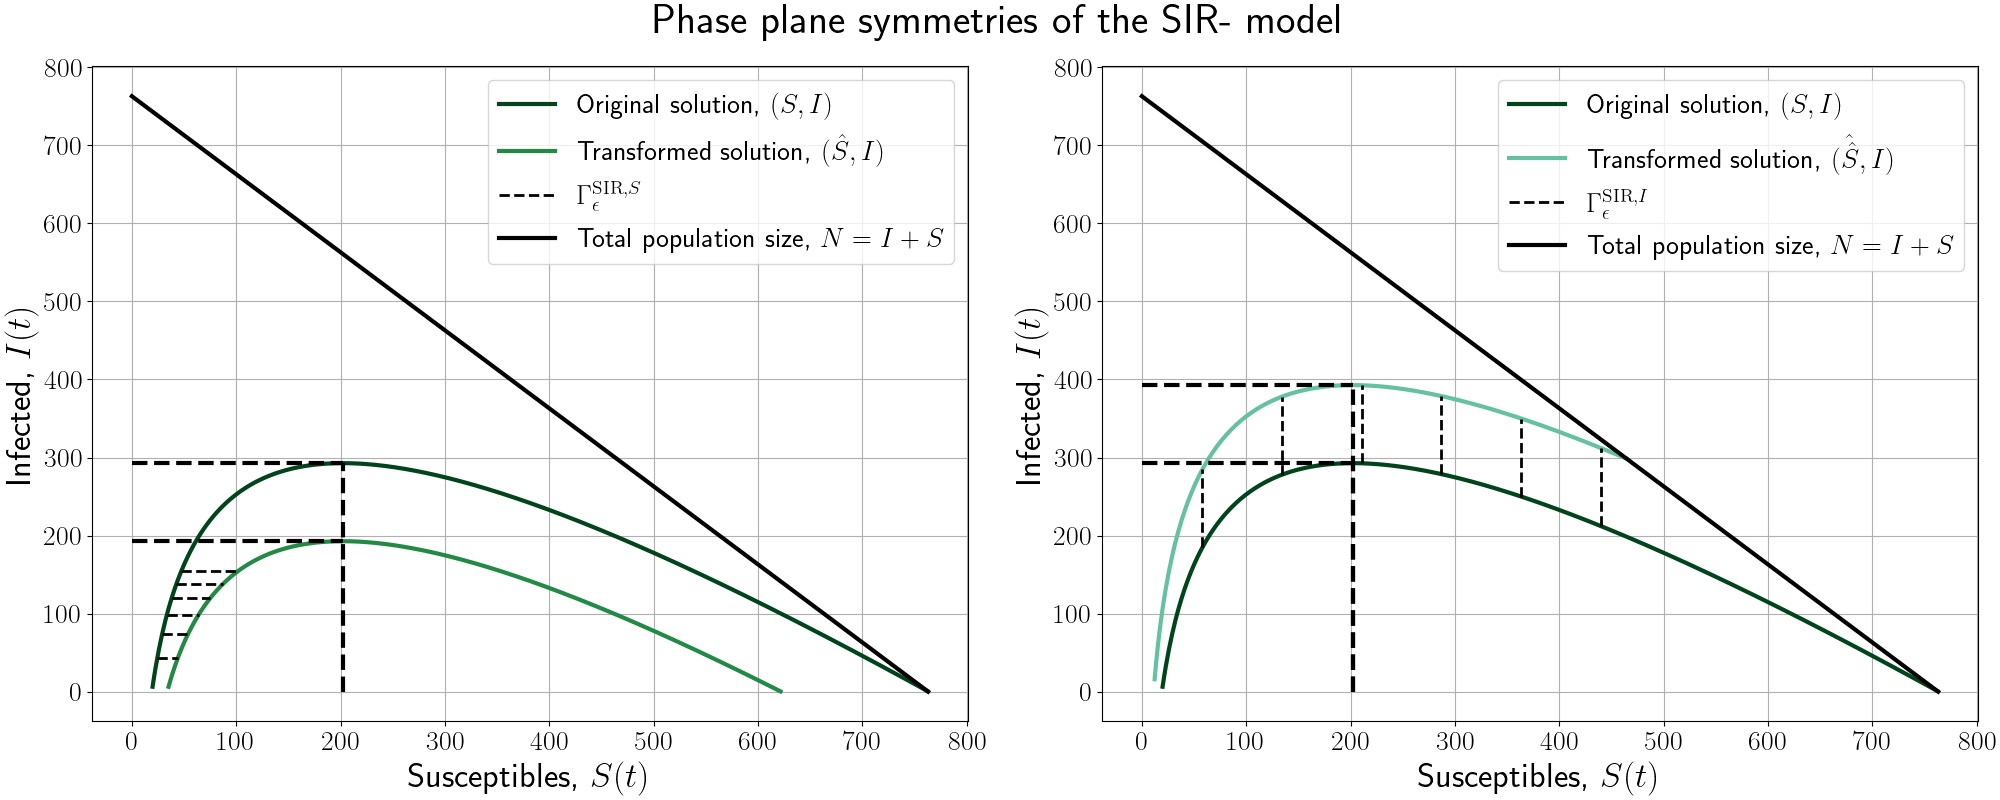 Phase plane symmetries of the SIR- model
800
700
600
500
400
300
200
100
0
Infected, I(t)
0 100 200 300 400 500 600 700 800
Susceptibles, S(t)
Original solution, (S, I)
Transformed solution, (Ŝ, I)
Γ_ϵ^{SIR,S}
Total population size, N = I + S
800
700
600
500
400
300
200
100
0
Infected, I(t)
0 100 200 300 400 500 600 700 800
Susceptibles, S(t)
Original solution, (S, I)
Transformed solution, (Ŝ̂, I)
Γ_ϵ^{SIR,I}
Total population size, N = I + S